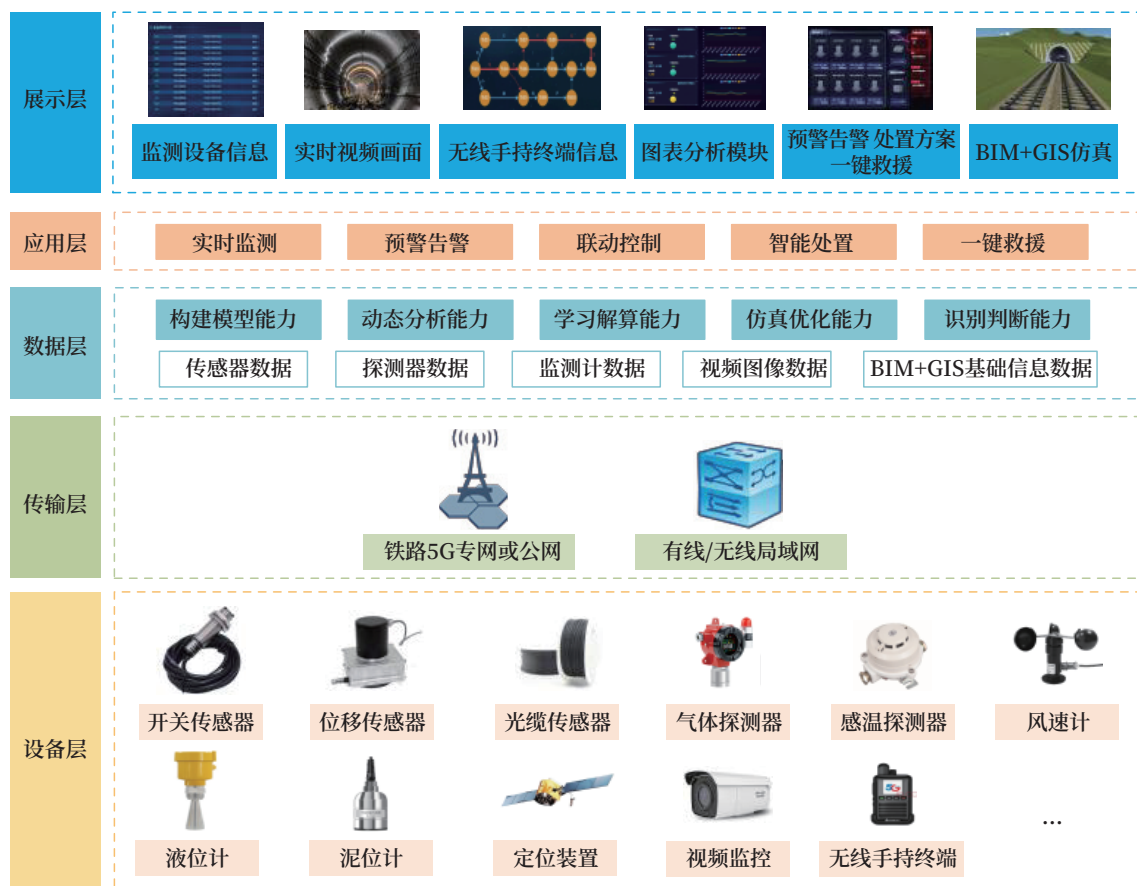 展示层
监测设备信息
实时视频画面
无线手持终端信息
图表分析模块
预警告警 处置方案
一键救援
BIM+GIS仿真
应用层
实时监测
预警告警
联动控制
智能处置
一键救援
数据层
构建模型能力
动态分析能力
学习解算能力
仿真优化能力
识别判断能力
传感器数据
探测器数据
监测计数据
视频图像数据
BIM+GIS基础信息数据
传输层
铁路5G专网或公网
有线/无线局域网
设备层
开关传感器
位移传感器
光缆传感器
气体探测器
感温探测器
风速计
液位计
泥位计
定位装置
视频监控
5G
无线手持终端
...